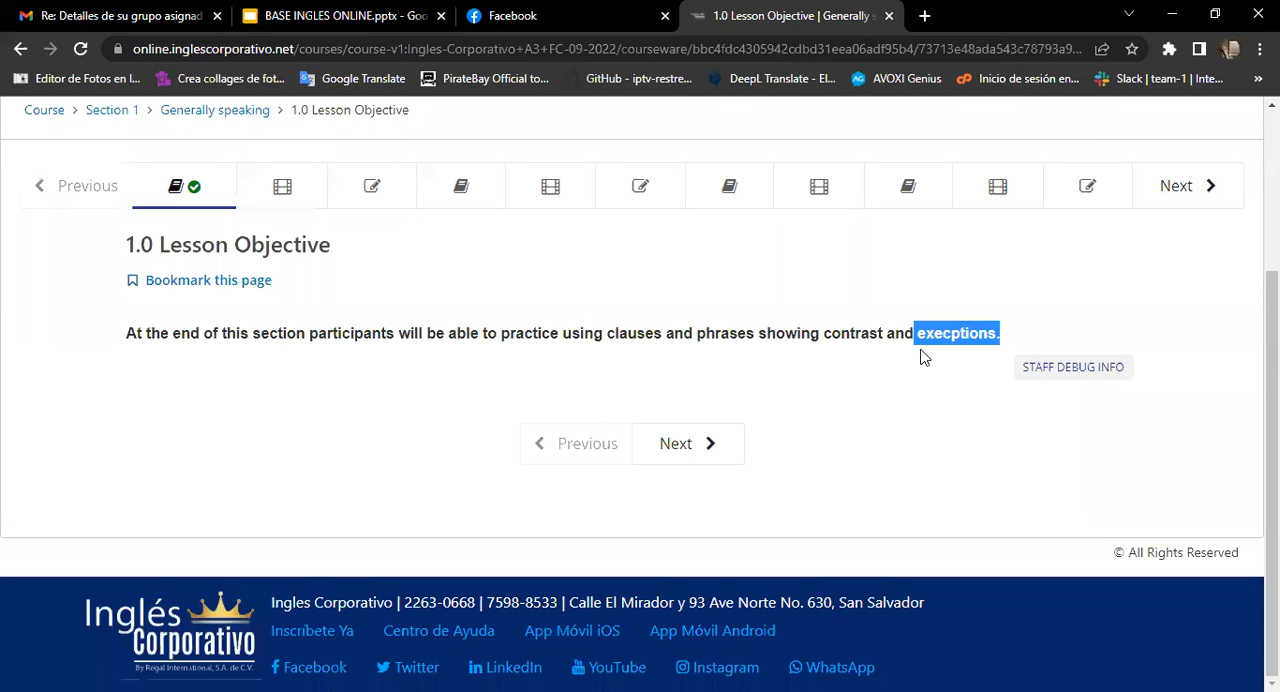 Re: Detalles de su grupo asignad
BASE INGLES ONLINE.pptx - Goo
Facebook
1.0 Lesson Objective | Generally s
online.inglescorporativo.net/courses/course-v1:Ingles-Corporativo+A3+FC-09-2022/courseware/bbc4fdc4305942cdbd31eea06adf95b4/73713e48ada543c78793a9...
Editor de Fotos en l...
Crea collages de fot...
Google Translate
PirateBay Official to...
GitHub - iptv-restre...
DeepL Translate - El...
AVOXI Genius
Inicio de sesión en...
Slack | team-1 | Inte...
»
Course > Section 1 > Generally speaking > 1.0 Lesson Objective
Previous
Next
1.0 Lesson Objective
Bookmark this page
At the end of this section participants will be able to practice using clauses and phrases showing contrast and execptions.
STAFF DEBUG INFO
Previous
Next
© All Rights Reserved
Inglés Corporativo
By Regal International, S.A. de C.V.
Ingles Corporativo | 2263-0668 | 7598-8533 | Calle El Mirador y 93 Ave Norte No. 630, San Salvador
Inscríbete Ya
Centro de Ayuda
App Móvil iOS
App Móvil Android
Facebook
Twitter
LinkedIn
YouTube
Instagram
WhatsApp